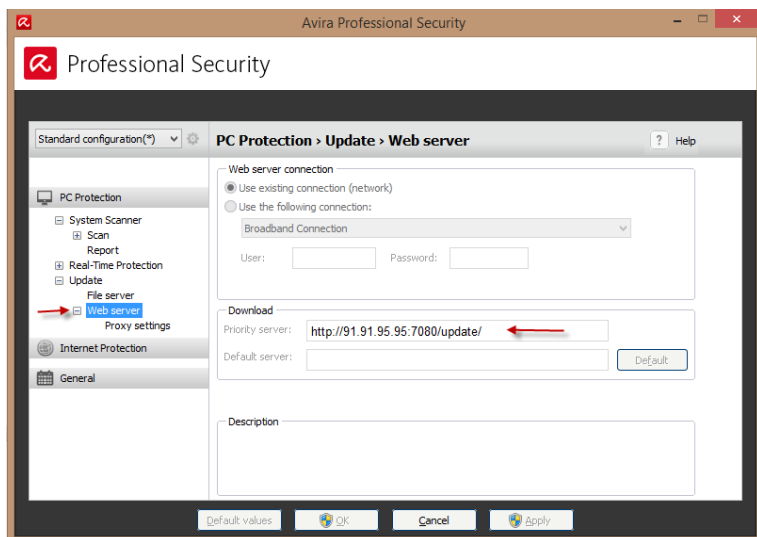 Avira Professional Security
Professional Security
Standard configuration(*)
PC Protection › Update › Web server
? Help
PC Protection
System Scanner
Scan
Report
Real-Time Protection
Update
File server
Web server
Proxy settings
Internet Protection
General
Web server connection
Use existing connection (network)
Use the following connection:
Broadband Connection
User:
Password:
Download
Priority server: http://91.91.95.95:7080/update/
Default server:
Default
Description
Default values
OK
Cancel
Apply